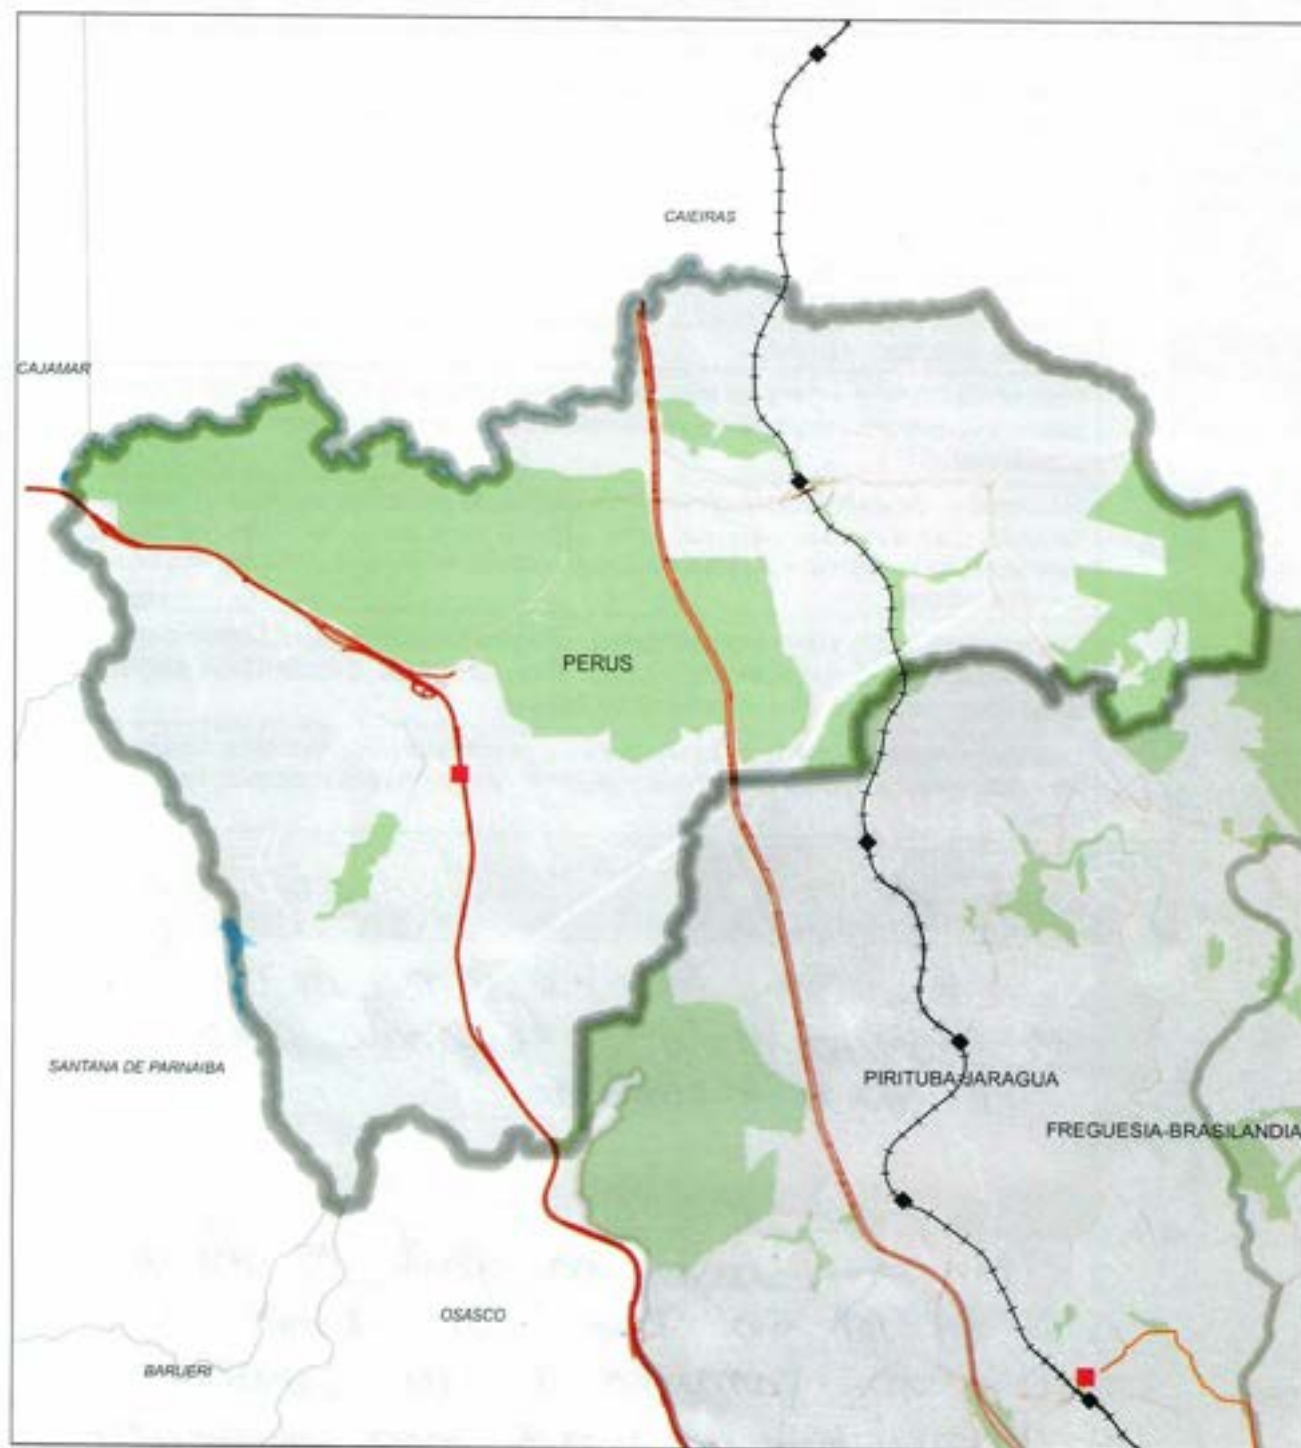 CAIEIRAS
CAJAMAR
PERUS
SANTANA DE PARNAIBA
PIRITUBA-JARAGUA
FREGUESIA-BRASILANDIA
OSASCO
BARUERI